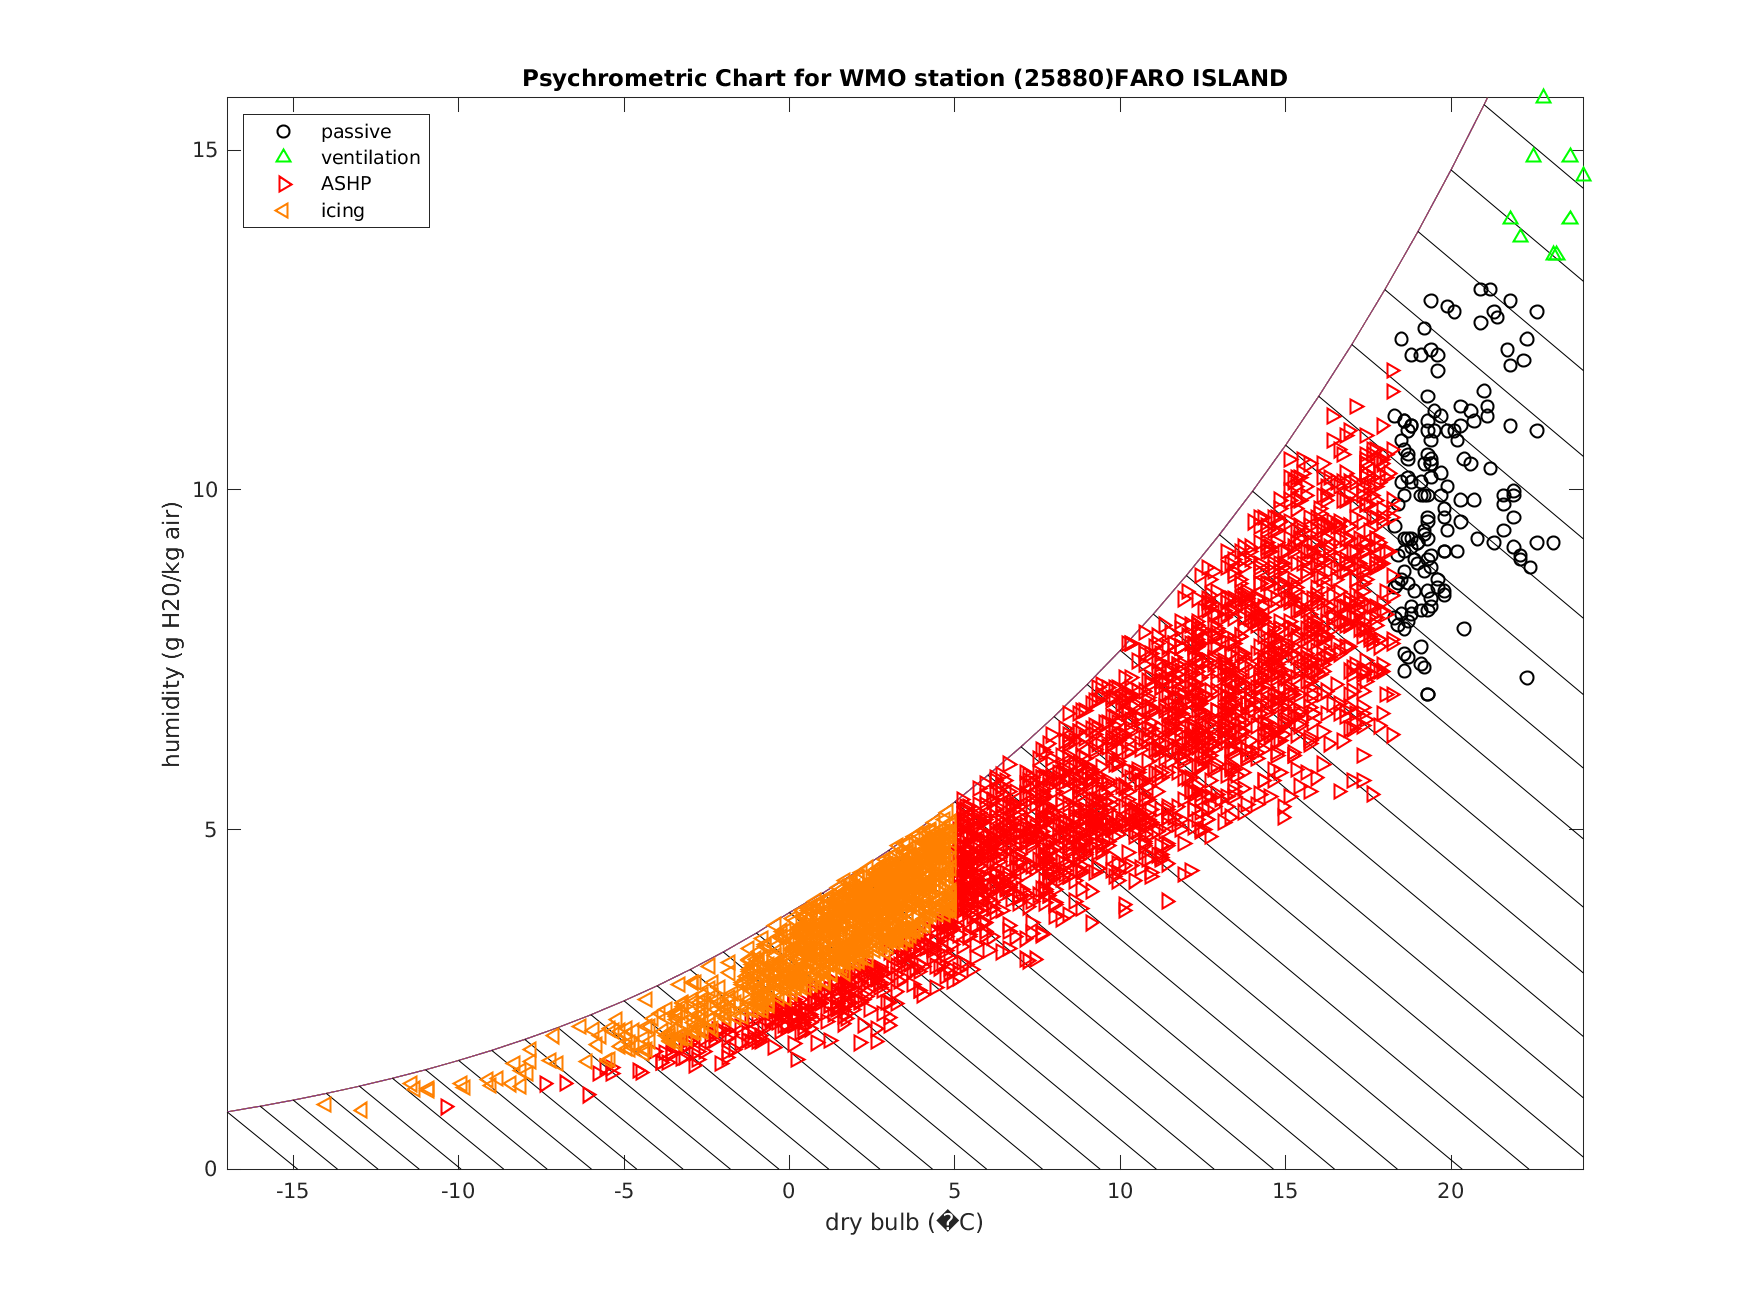 Psychrometric Chart for WMO station (25880)FARO ISLAND
passive
ventilation
ASHP
icing
15
10
5
0
humidity (g H20/kg air)
-15 -10 -5 0 5 10 15 20
dry bulb (�C)